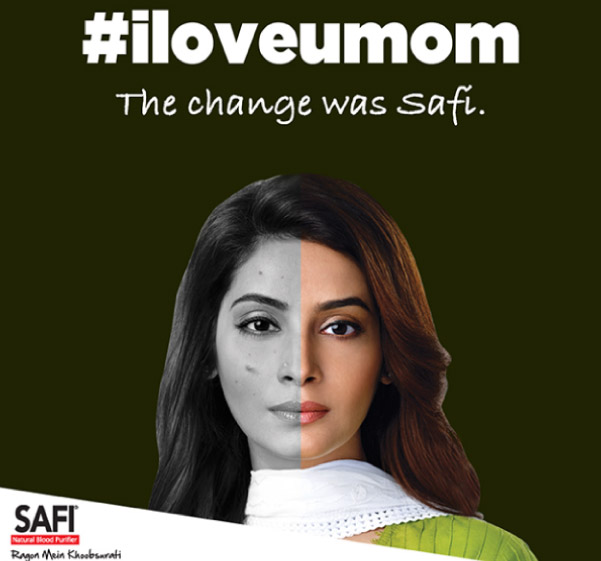 #iloveumom
The change was Safi.
SAFI®
Natural Blood Purifier
Ragon Mein Khoobsurati